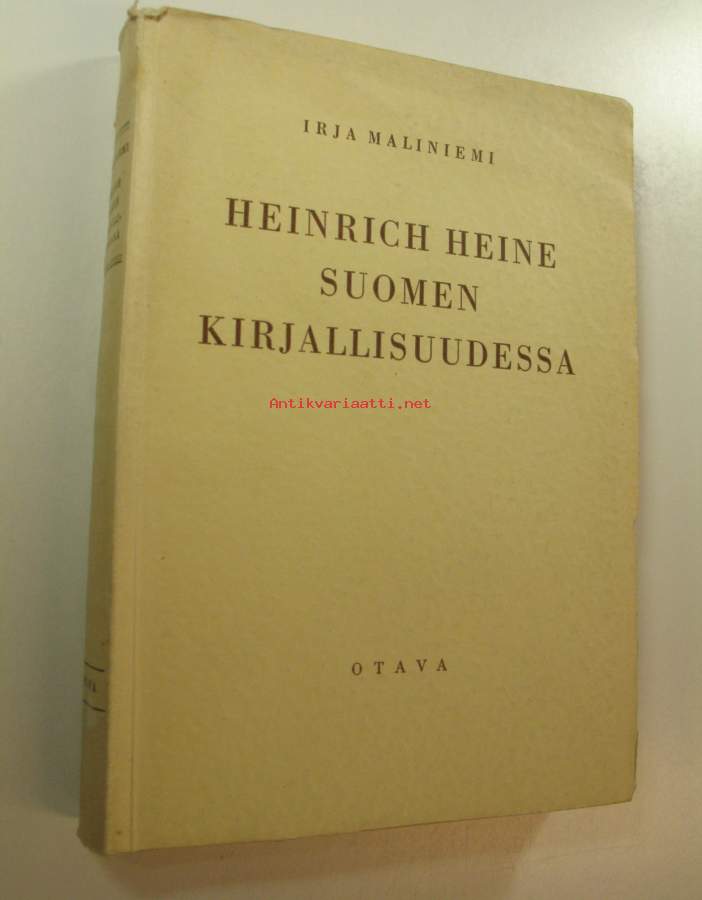 IRJA MALINIEMI
HEINRICH HEINE
SUOMEN
KIRJALLISUUDESSA
Antikvariaatti.net
OTAVA